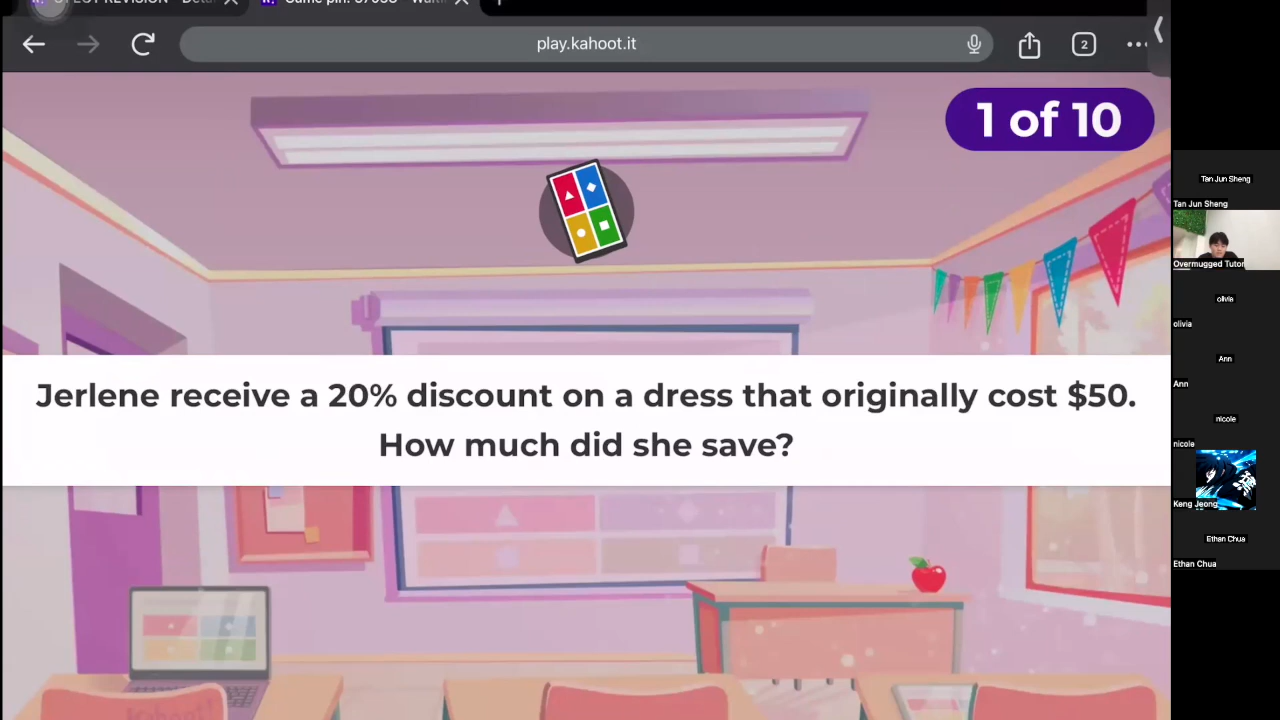 play.kahoot.it
2
1 of 10
Jerlene receive a 20% discount on a dress that originally cost $50.
How much did she save?
Tan Jun Sheng
Tan Jun Sheng
Overmugged Tutor
olivia
olivia
Ann
Ann
nicole
nicole
Keng Jeong
Ethan Chua
Ethan Chua
Kahoot!